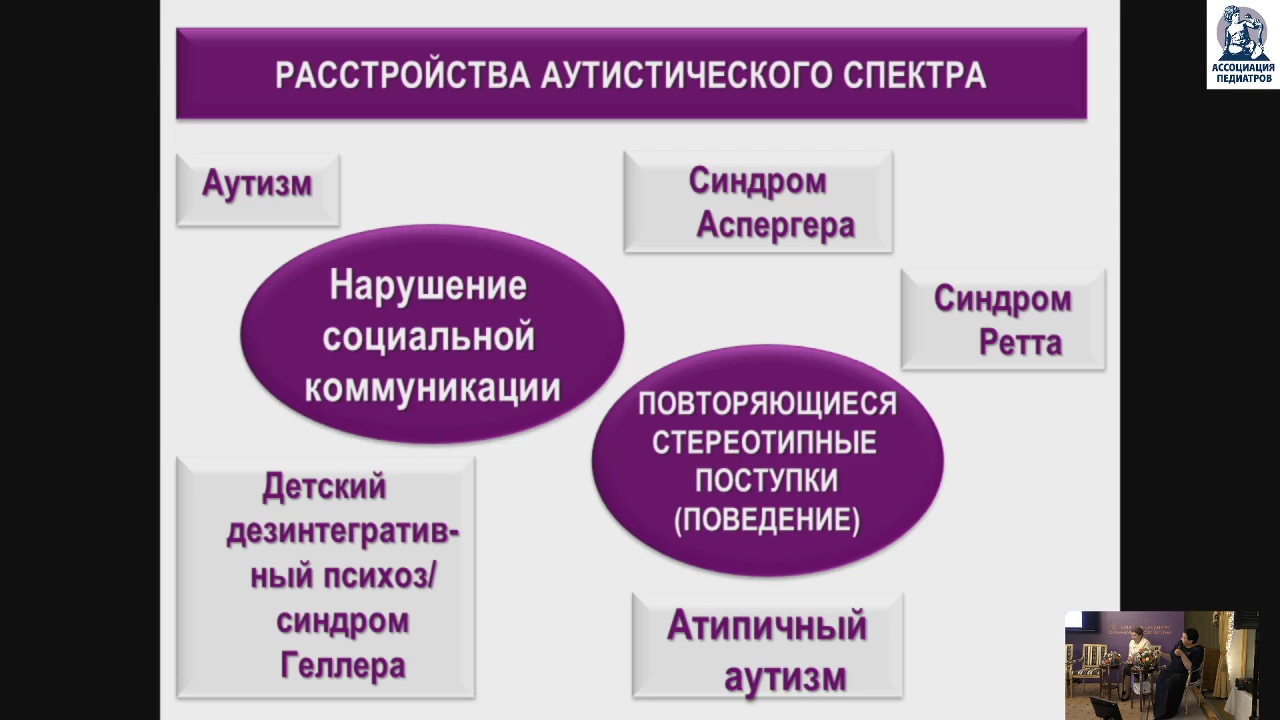 РАССТРОЙСТВА АУТИСТИЧЕСКОГО СПЕКТРА
АССОЦИАЦИЯ
ПЕДИАТРОВ
Аутизм
Синдром
Аспергера
Синдром
Ретта
Нарушение
социальной
коммуникации
ПОВТОРЯЮЩИЕСЯ
СТЕРЕОТИПНЫЕ
ПОСТУПКИ
(ПОВЕДЕНИЕ)
Детский
дезинтегратив-
ный психоз/
синдром
Геллера
Атипичный
аутизм